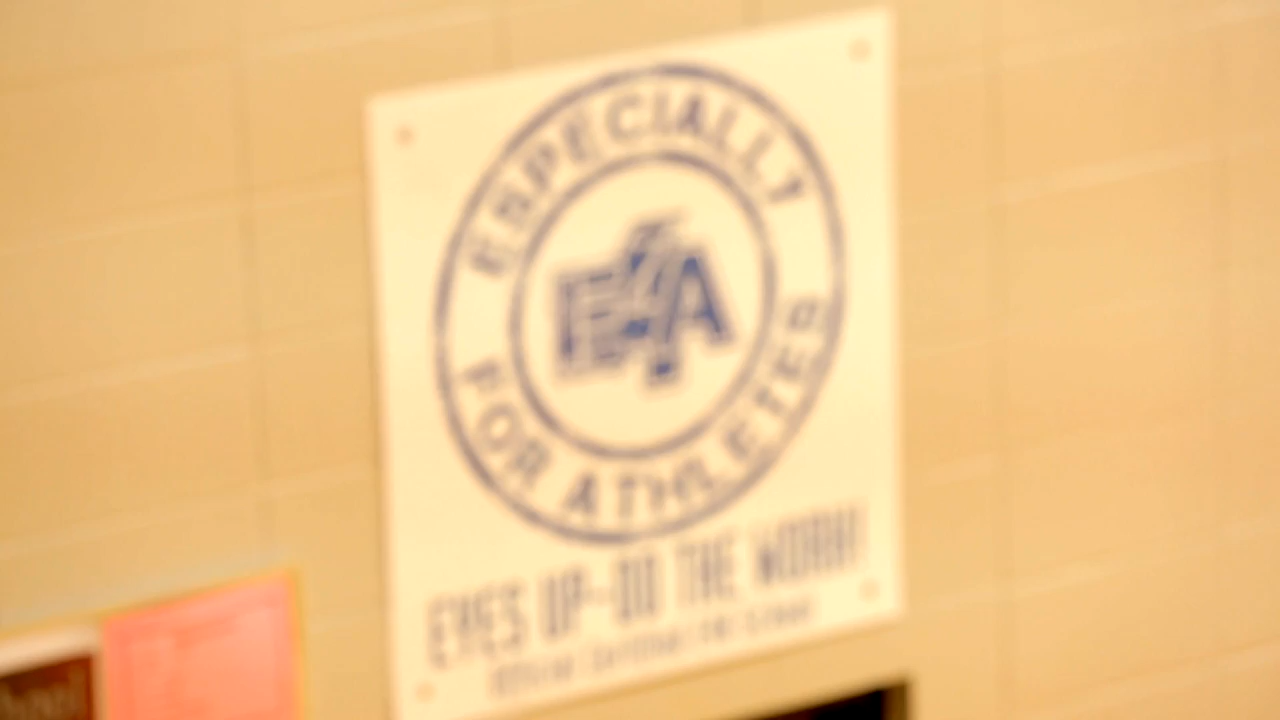 ESPECIALLY
E4A
FOR ATHLETES
EYES UP-DO THE WORK!